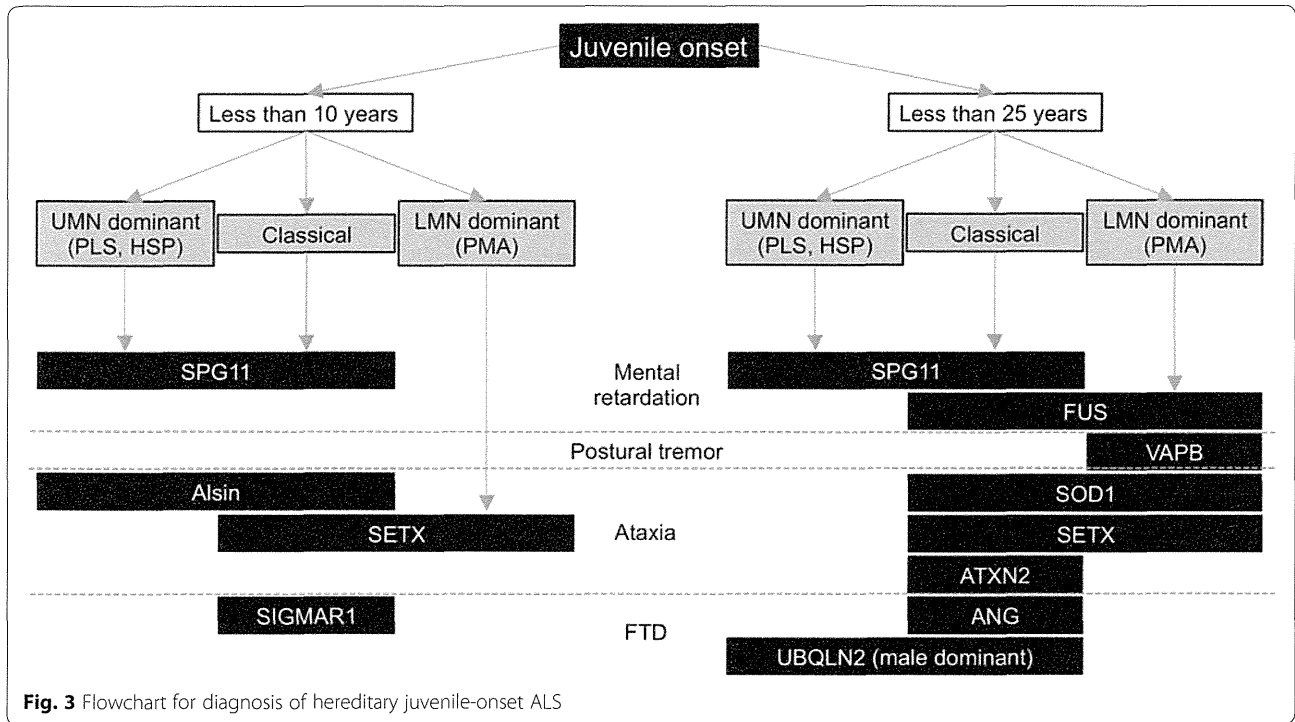 Juvenile onset
Less than 10 years
Less than 25 years
UMN dominant
(PLS, HSP)
Classical
LMN dominant
(PMA)
UMN dominant
(PLS, HSP)
Classical
LMN dominant
(PMA)
SPG11
Mental
retardation
SPG11
FUS
Postural tremor
VAPB
Alsin
SOD1
SETX
Ataxia
SETX
ATXN2
SIGMAR1
FTD
ANG
UBQLN2 (male dominant)
Fig. 3 Flowchart for diagnosis of hereditary juvenile-onset ALS